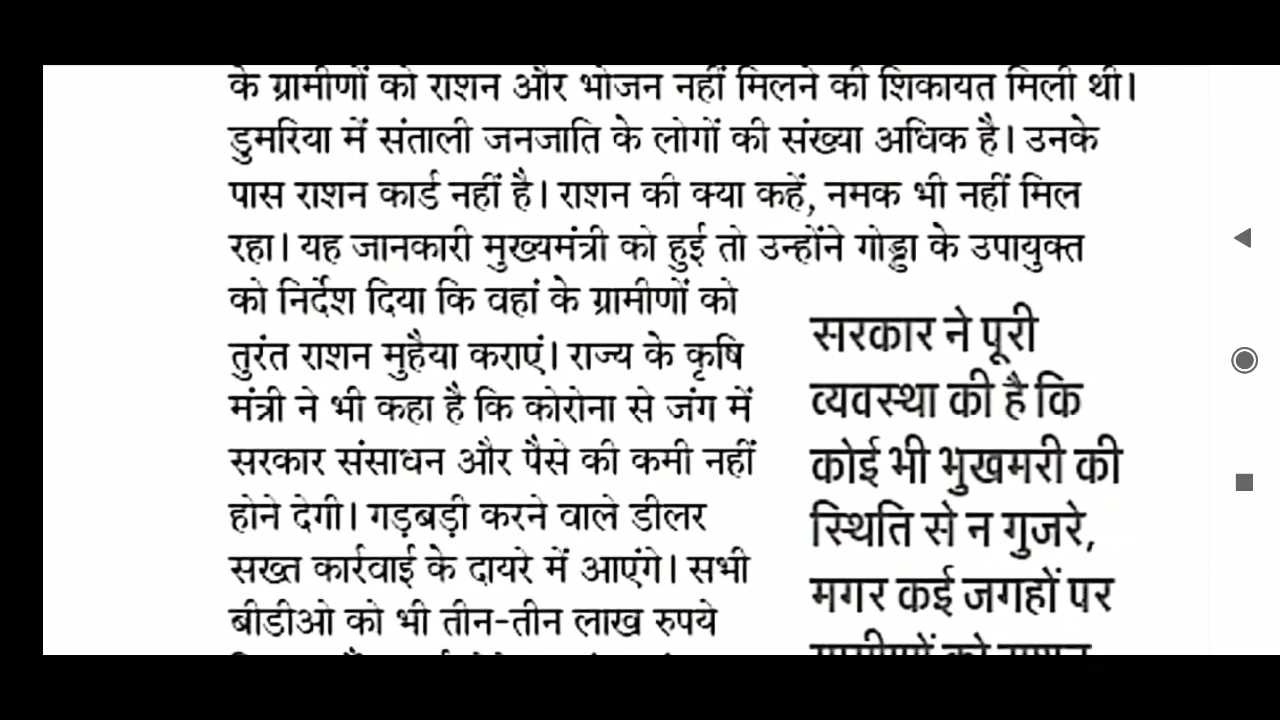 के ग्रामीणों को राशन और भोजन नहीं मिलने की शिकायत मिली थी।
डुमरिया में संताली जनजाति के लोगों की संख्या अधिक है। उनके
पास राशन कार्ड नहीं है। राशन की क्या कहें, नमक भी नहीं मिल
रहा। यह जानकारी मुख्यमंत्री को हुई तो उन्होंने गोड्डा के उपायुक्त
को निर्देश दिया कि वहां के ग्रामीणों को
तुरंत राशन मुहैया कराएं। राज्य के कृषि
मंत्री ने भी कहा है कि कोरोना से जंग में
सरकार संसाधन और पैसे की कमी नहीं
होने देगी। गड़बड़ी करने वाले डीलर
सख्त कार्रवाई के दायरे में आएंगे। सभी
बीडीओ को भी तीन-तीन लाख रुपये
सरकार ने पूरी
व्यवस्था की है कि
कोई भी भुखमरी की
स्थिति से न गुजरे,
मगर कई जगहों पर
ग्रामीणों को राशन